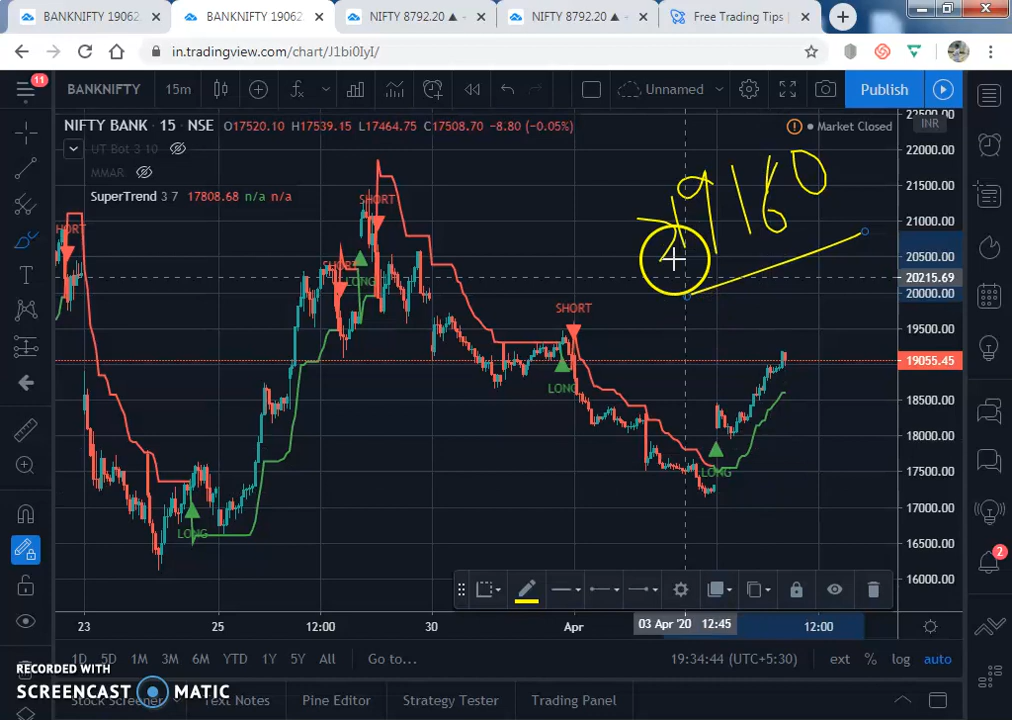 BANKNIFTY 19062
BANKNIFTY 19062
NIFTY 8792.20 ▲
NIFTY 8792.20 ▲
Free Trading Tips |
in.tradingview.com/chart/J1bi0IyI/
11
BANKNIFTY 15m Unnamed Publish
NIFTY BANK · 15 · NSE O17520.10 H17539.15 L17464.75 C17508.70 -8.80 (-0.05%)
Market Closed
INR
UT Bot 3 10
MMAR
SuperTrend 3 7 17808.68 n/a n/a
22500.00
22000.00
21500.00
21000.00
20500.00
20215.69
20000.00
19500.00
19055.45
18500.00
18000.00
17500.00
17000.00
16500.00
16000.00
HORT
SHORT
SHORT
LONG
SHORT
LONG
LONG
LONG
2
23 25 12:00 30 Apr 03 Apr '20 12:45 12:00
1D 5D 1M 3M 6M YTD 1Y 5Y All Go to... 19:34:44 (UTC+5:30) ext % log auto
RECORDED WITH
SCREENCAST MATIC
Stock Screener Text Notes Pine Editor Strategy Tester Trading Panel